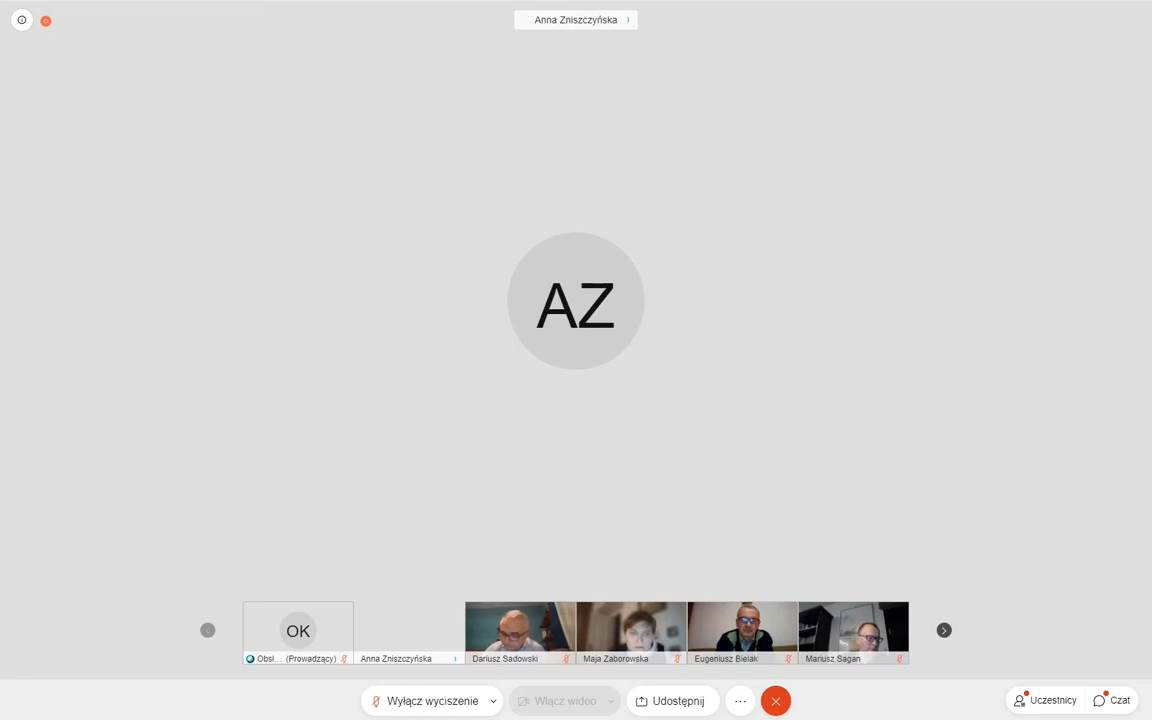 Anna Zniszczyńska
AZ
OK
Obsł... (Prowadzący)
Anna Zniszczyńska
Dariusz Sadowski
Maja Zaborowska
Eugeniusz Bielak
Mariusz Sagan
Wyłącz wyciszenie
Włącz wideo
Udostępnij
Uczestnicy
Czat